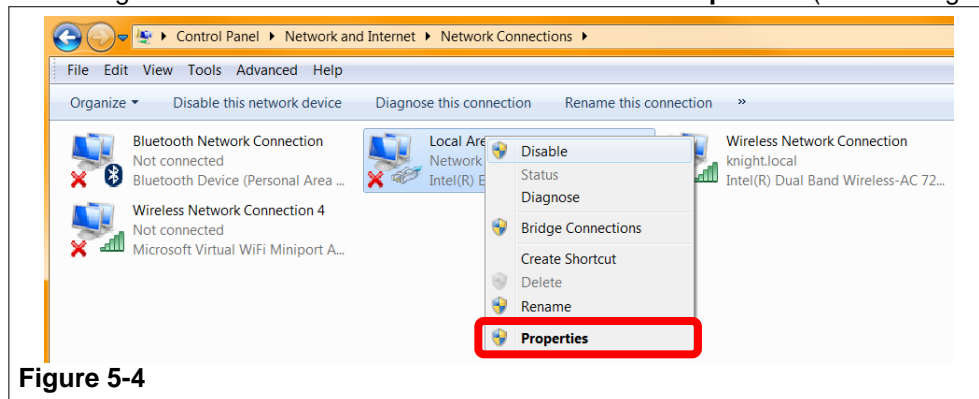 Control Panel ▸ Network and Internet ▸ Network Connections ▸
File Edit View Tools Advanced Help
Organize ▾ Disable this network device Diagnose this connection Rename this connection »
Bluetooth Network Connection
Not connected
Bluetooth Device (Personal Area ...
Local Are
Network
Intel(R) E
Wireless Network Connection
knight.local
Intel(R) Dual Band Wireless-AC 72...
Wireless Network Connection 4
Not connected
Microsoft Virtual WiFi Miniport A...
Disable
Status
Diagnose
Bridge Connections
Create Shortcut
Delete
Rename
Properties
Figure 5-4